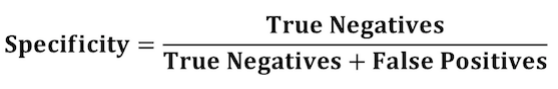 Specificity = True Negatives / True Negatives + False Positives